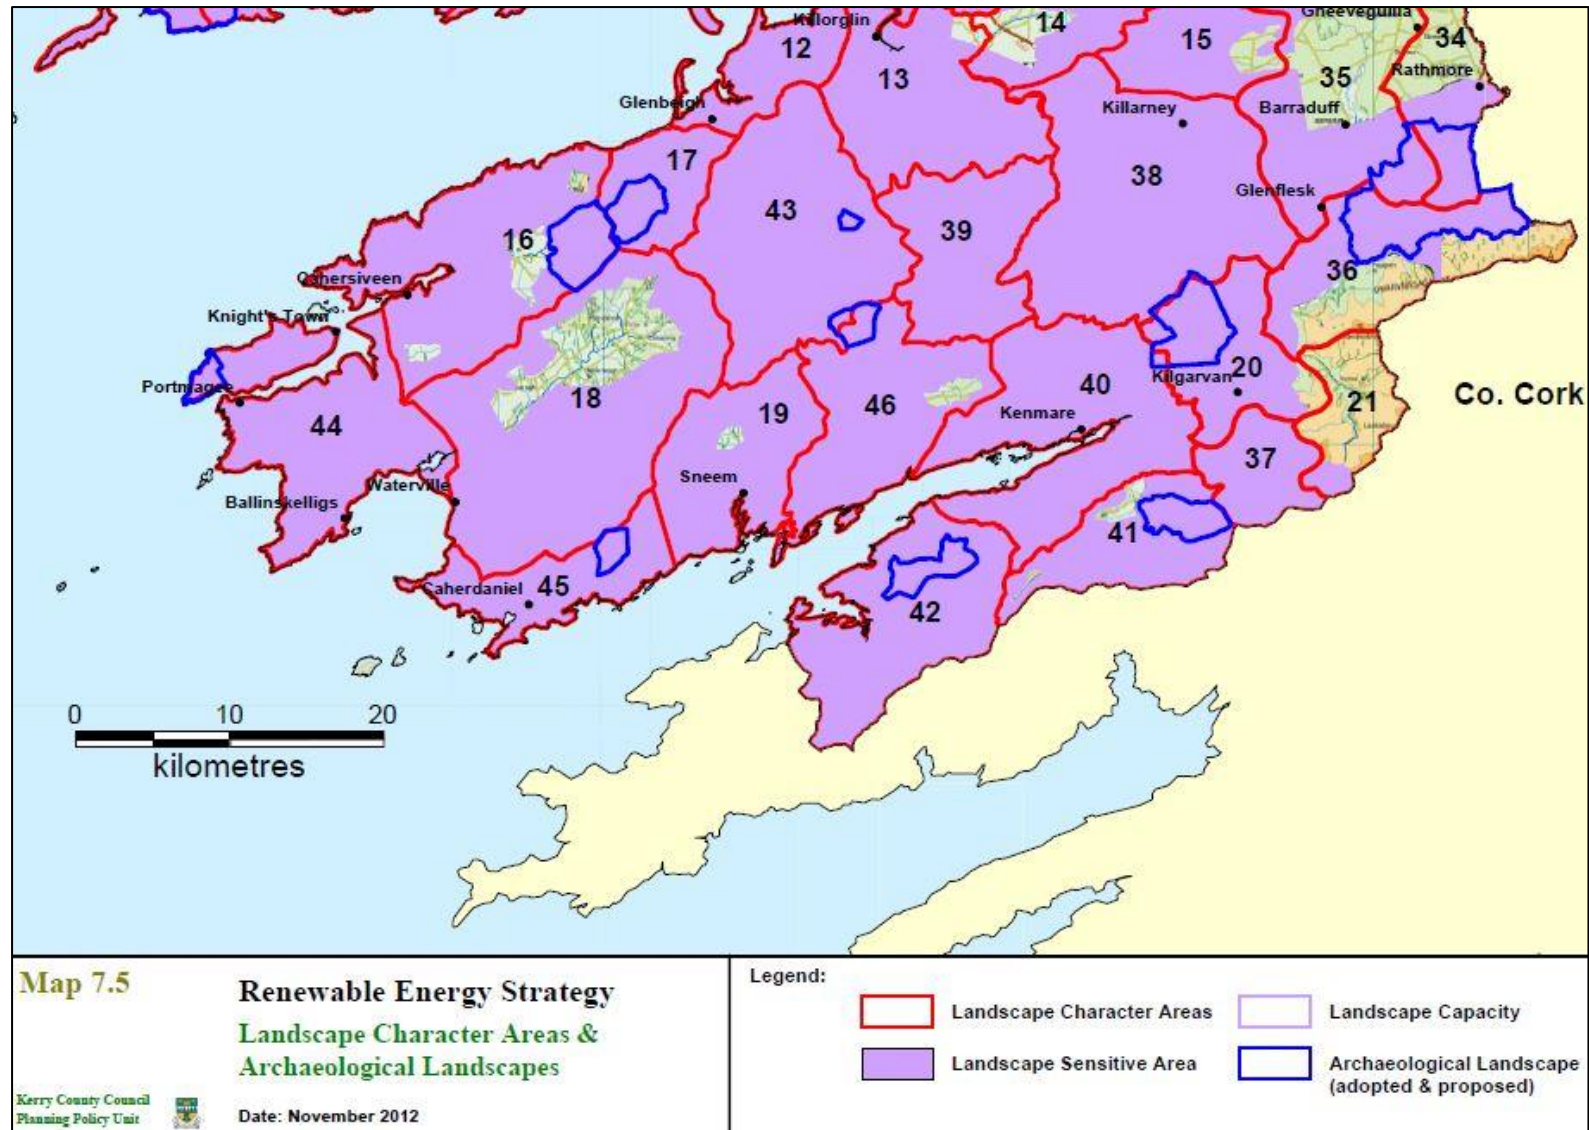 Killorglin
14
Gneeveguilla
12
15
34
13
35
Rathmore
Glenbeigh
Killarney
Barraduff
17
38
Glenflesk
43
39
16
36
Cahersiveen
Knight's Town
20
Portmagee
18
Kilgarvan
40
Co. Cork
44
19
46
21
Kenmare
37
Sneem
Waterville
Ballinskelligs
41
Caherdaniel
45
42
0 10 20
kilometres
Map 7.5
Renewable Energy Strategy
Landscape Character Areas &
Archaeological Landscapes
Kerry County Council
Planning Policy Unit
Date: November 2012
Legend:
Landscape Character Areas
Landscape Capacity
Landscape Sensitive Area
Archaeological Landscape
(adopted & proposed)